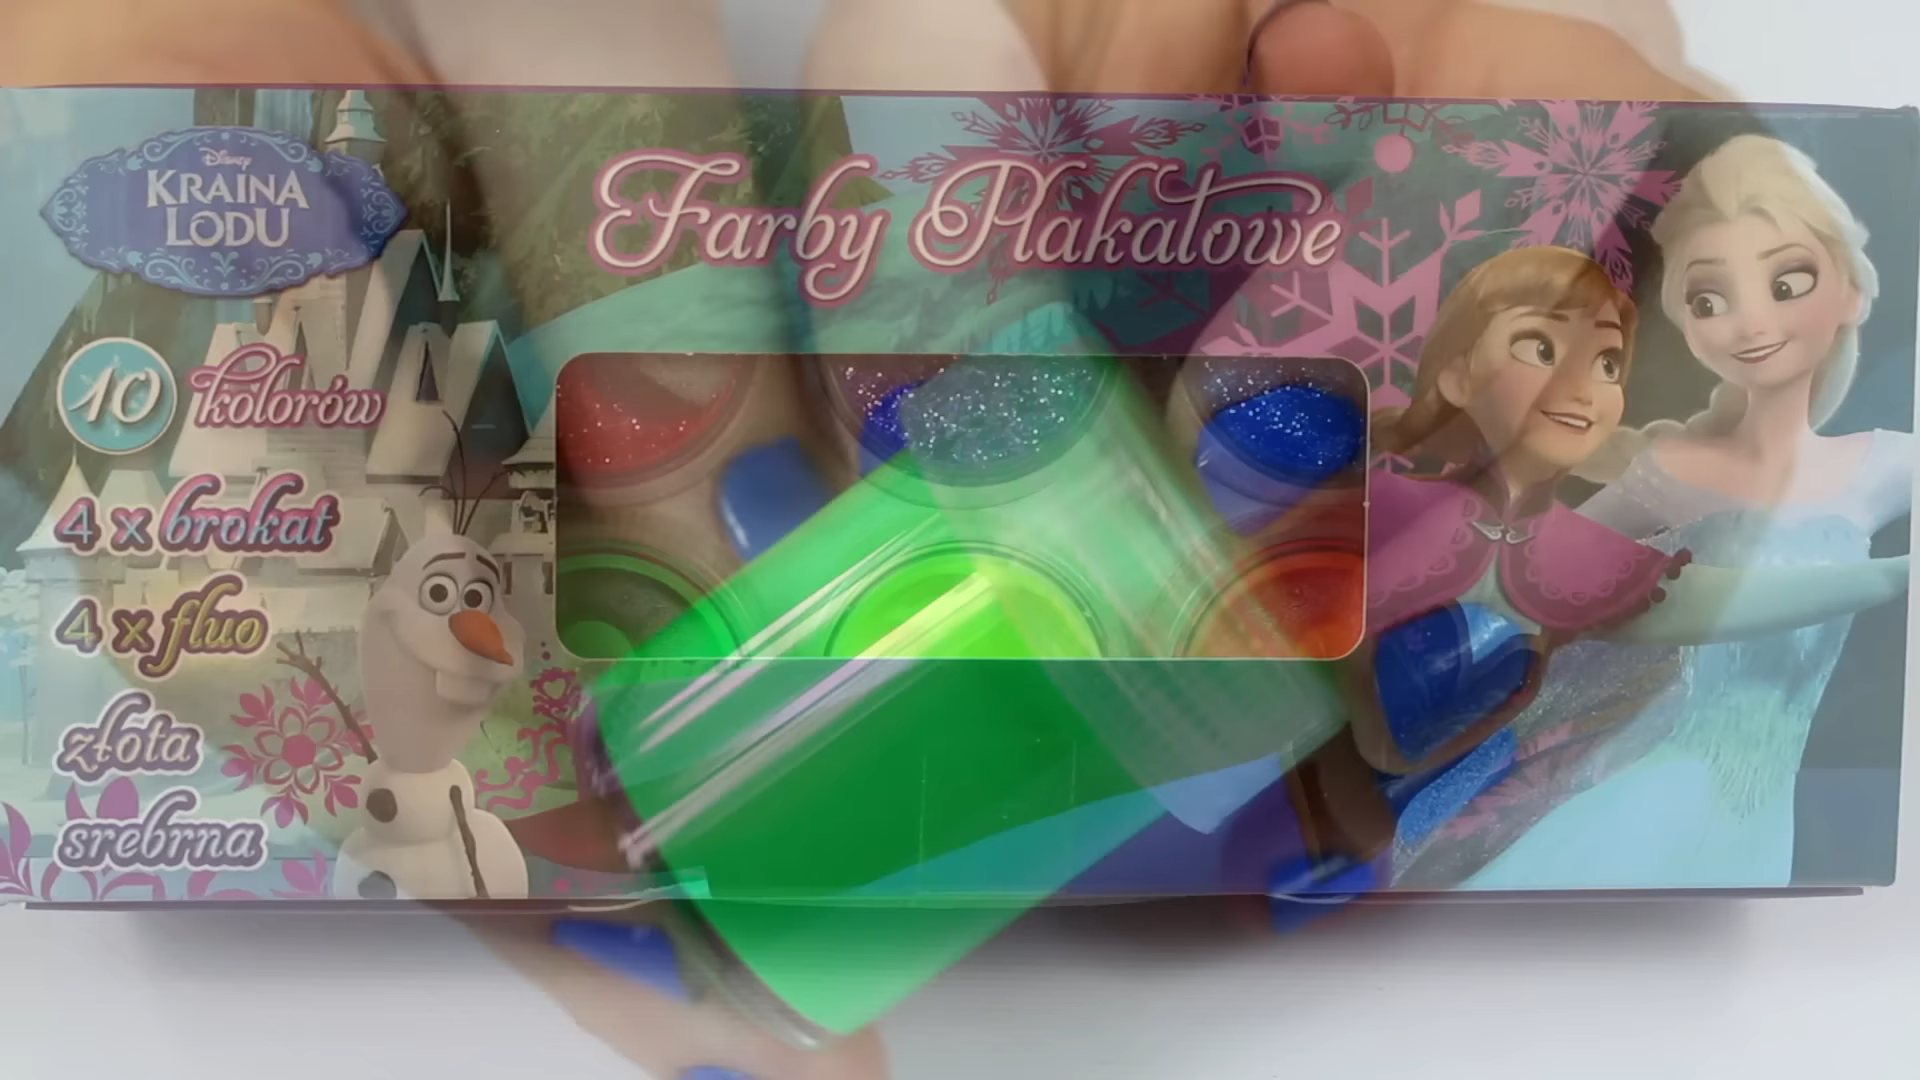 Disney
KRAINA
LODU
Farby Plakatowe
10 kolorów
4 x brokat
4 x fluo
złota
srebrna